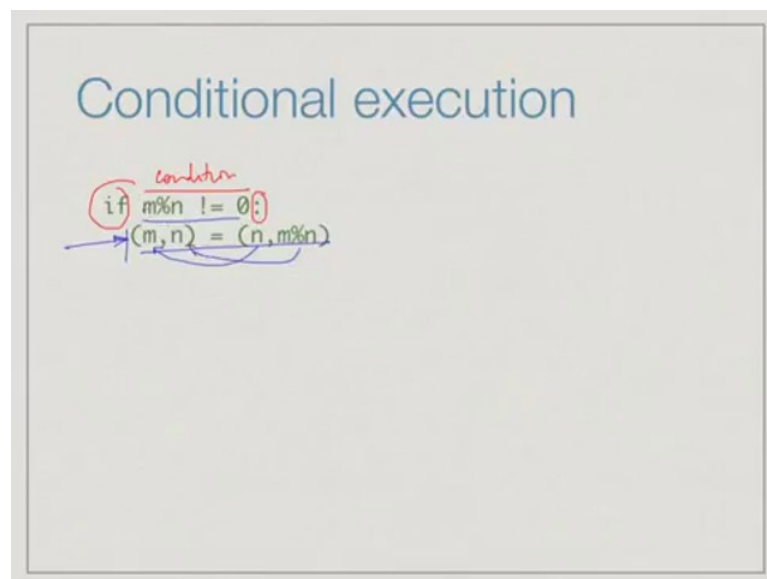 Conditional execution
condition
if m%n != 0:
(m,n) = (n,m%n)